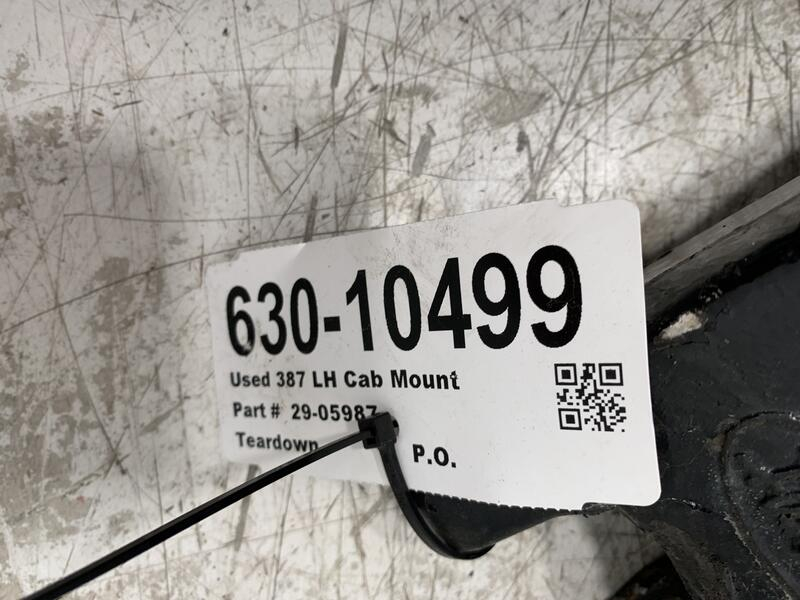 630-10499
Used 387 LH Cab Mount
Part # 29-05987
Teardown
P.O.